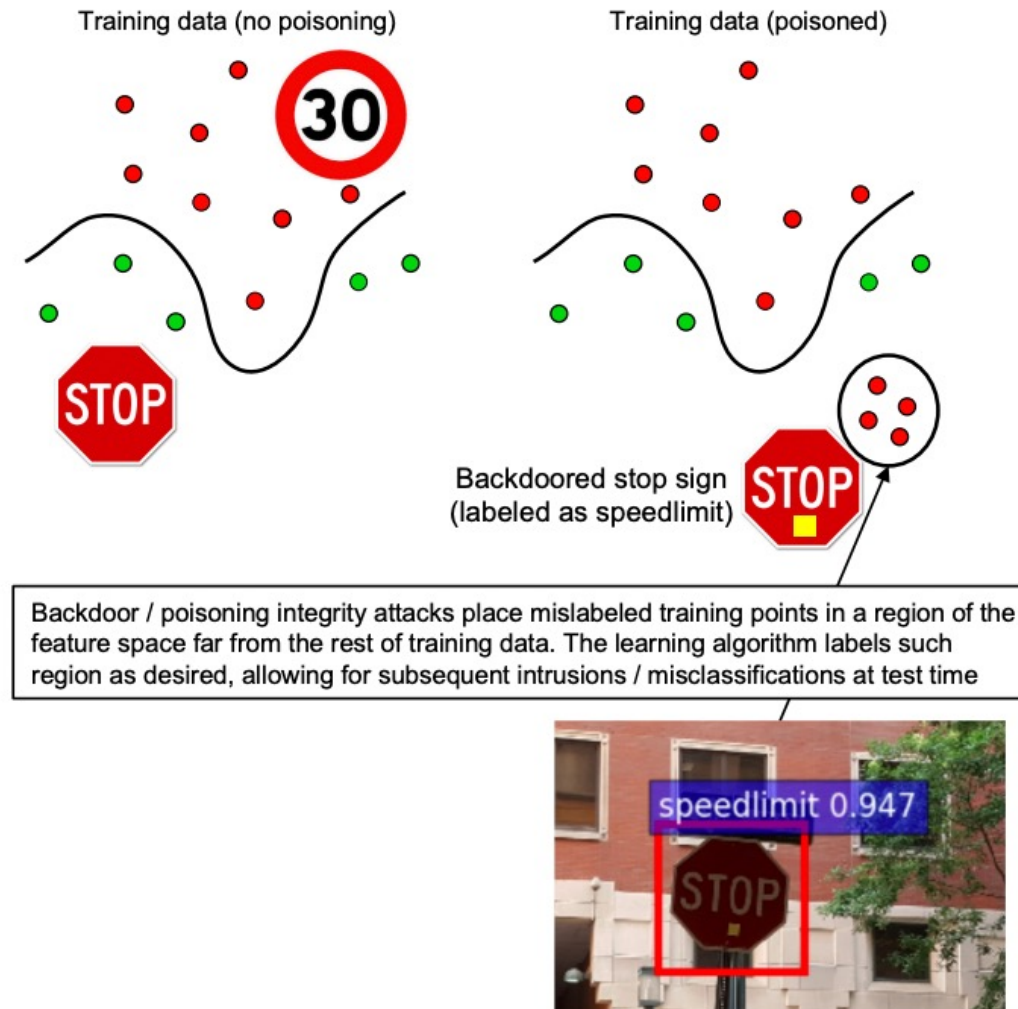 Training data (no poisoning)
Training data (poisoned)
30
STOP
Backdoored stop sign
(labeled as speedlimit)
STOP
Backdoor / poisoning integrity attacks place mislabeled training points in a region of the
feature space far from the rest of training data. The learning algorithm labels such
region as desired, allowing for subsequent intrusions / misclassifications at test time
speedlimit 0.947
STOP